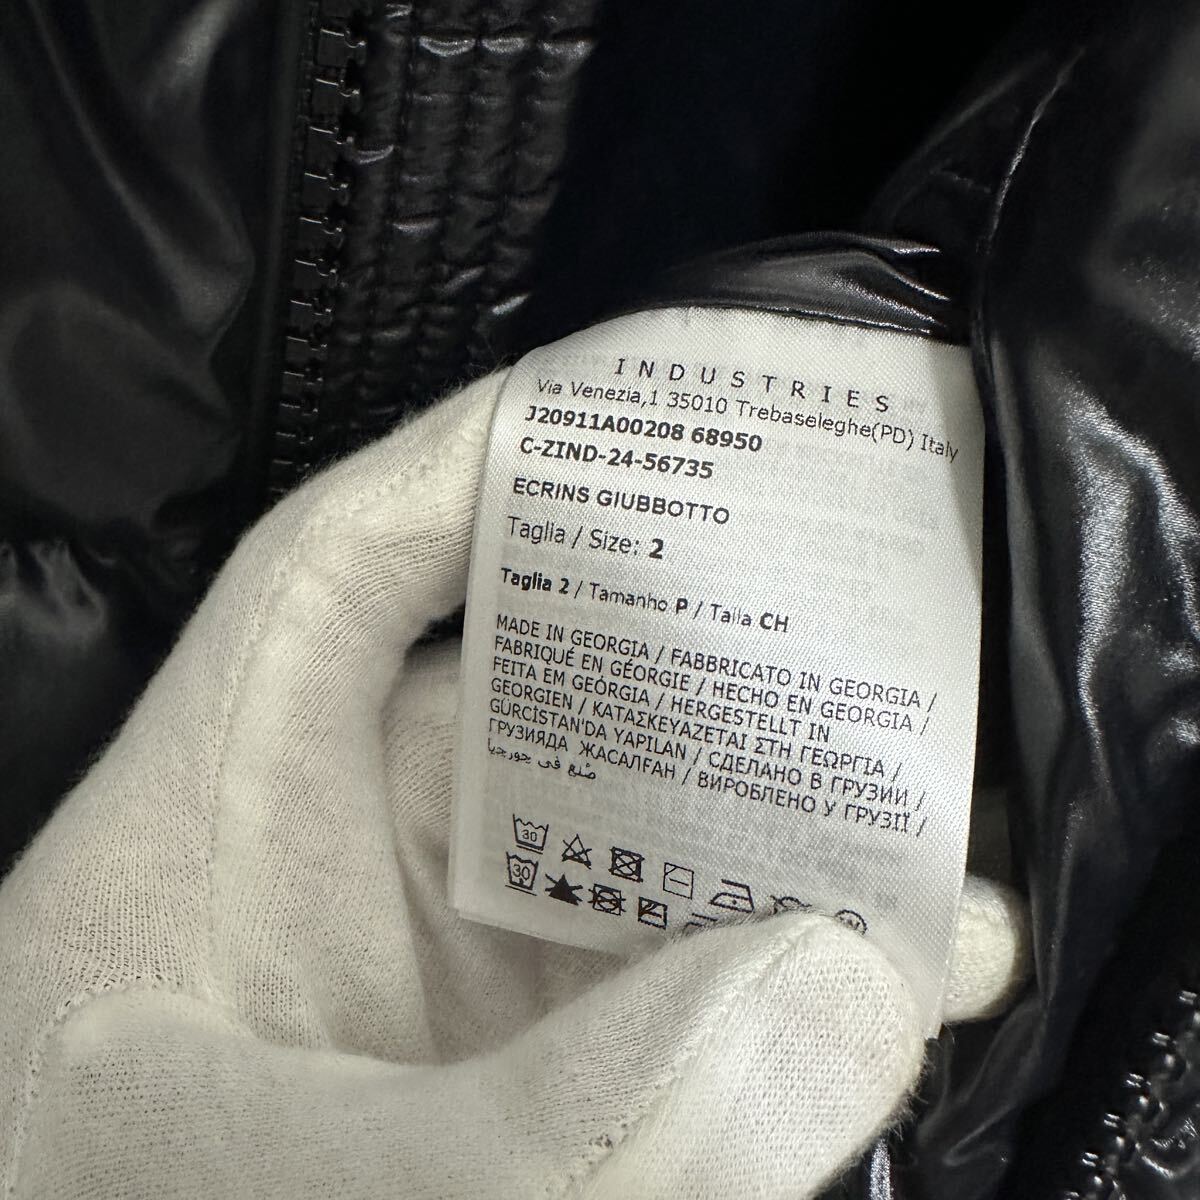 INDUSTRIES
Via Venezia,1 35010 Trebaseleghe(PD) Italy
J20911A00208 68950
C-ZIND-24-56735
ECRINS GIUBBOTTO
Taglia / Size: 2
Taglia 2 / Tamanho P / Talla CH
MADE IN GEORGIA / FABBRICATO IN GEORGIA /
FABRIQUÉ EN GÉORGIE / HECHO EN GEORGIA /
FEITA EM GEÓRGIA / HERGESTELLT IN
GEORGIEN / ΚΑΤΑΣΚΕΥΑΖΕΤΑΙ ΣΤΗ ΓΕΩΡΓΙΑ /
GÜRCİSTAN'DA YAPILAN / СДЕЛАНО В ГРУЗИИ /
ГРУЗИЯДА ЖАСАЛҒАН / ВИРОБЛЕНО У ГРУЗІЇ /
صُنع في جورجيا
30
30